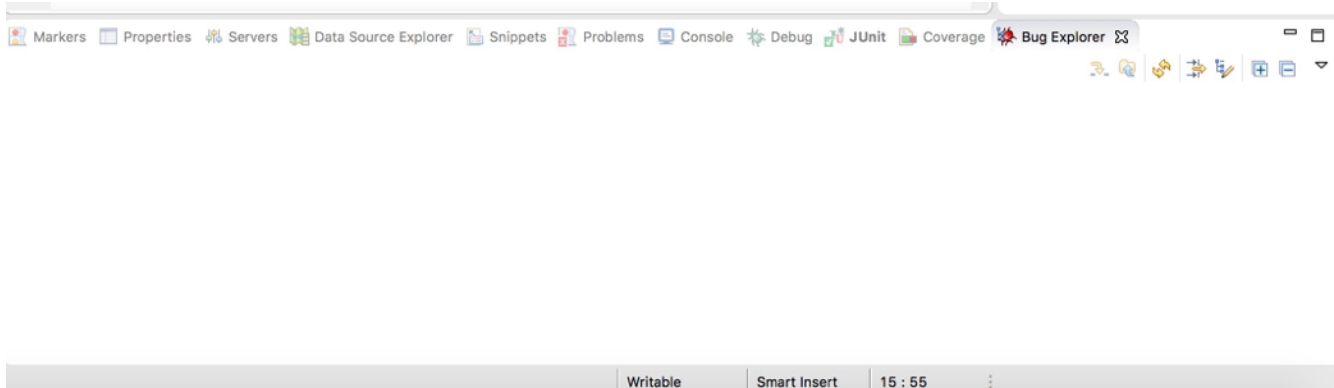 Markers Properties Servers Data Source Explorer Snippets Problems Console Debug JUnit Coverage Bug Explorer
Writable Smart Insert 15 : 55